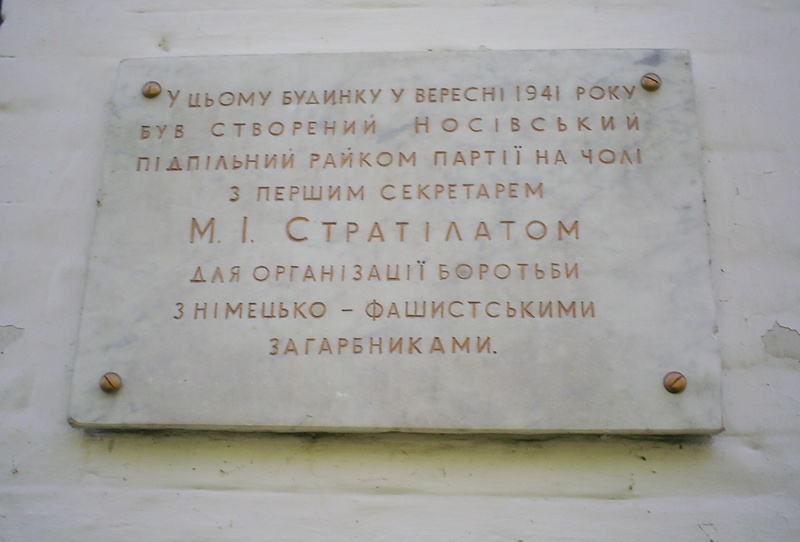 У ЦЬОМУ БУДИНКУ У ВЕРЕСНІ 1941 РОКУ
БУВ СТВОРЕНИЙ НОСІВСЬКИЙ
ПІДПІЛЬНИЙ РАЙКОМ ПАРТІЇ НА ЧОЛІ
З ПЕРШИМ СЕКРЕТАРЕМ
М. І. СТРАТІЛАТОМ
ДЛЯ ОРГАНІЗАЦІЇ БОРОТЬБИ
З НІМЕЦЬКО – ФАШИСТСЬКИМИ
ЗАГАРБНИКАМИ.